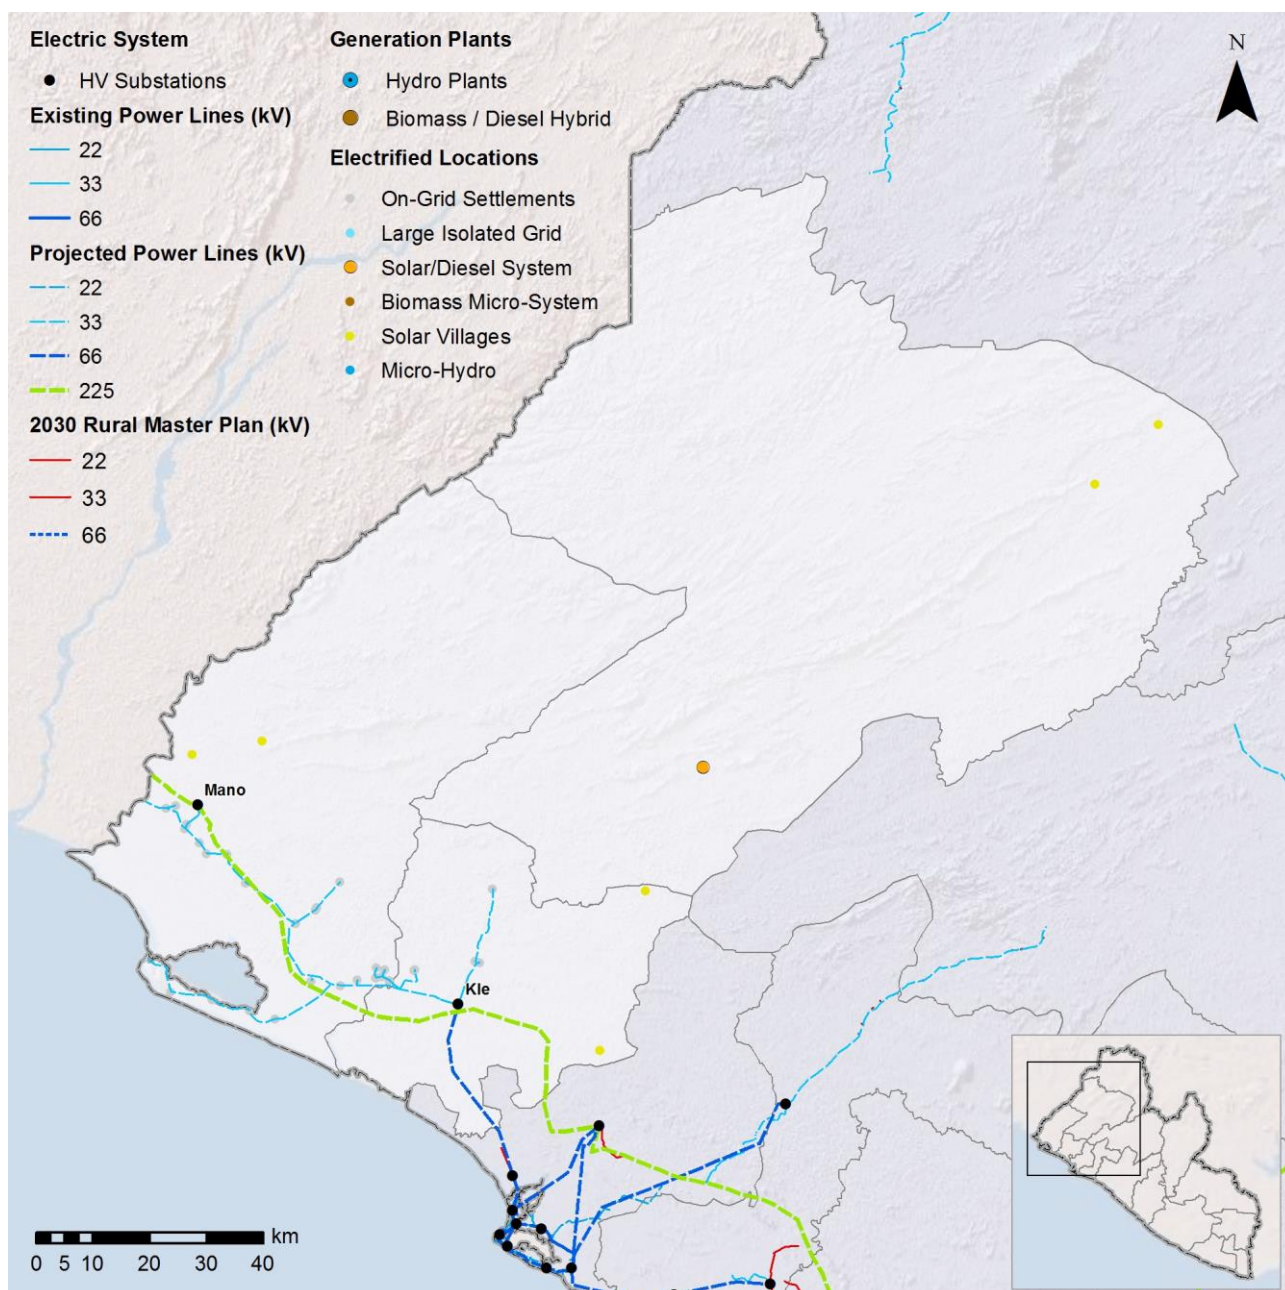 Electric System
HV Substations
Existing Power Lines (kV)
22
33
66
Projected Power Lines (kV)
22
33
66
225
2030 Rural Master Plan (kV)
22
33
66
Generation Plants
Hydro Plants
Biomass / Diesel Hybrid
Electrified Locations
On-Grid Settlements
Large Isolated Grid
Solar/Diesel System
Biomass Micro-System
Solar Villages
Micro-Hydro
N
Mano
Kle
km
0 5 10 20 30 40